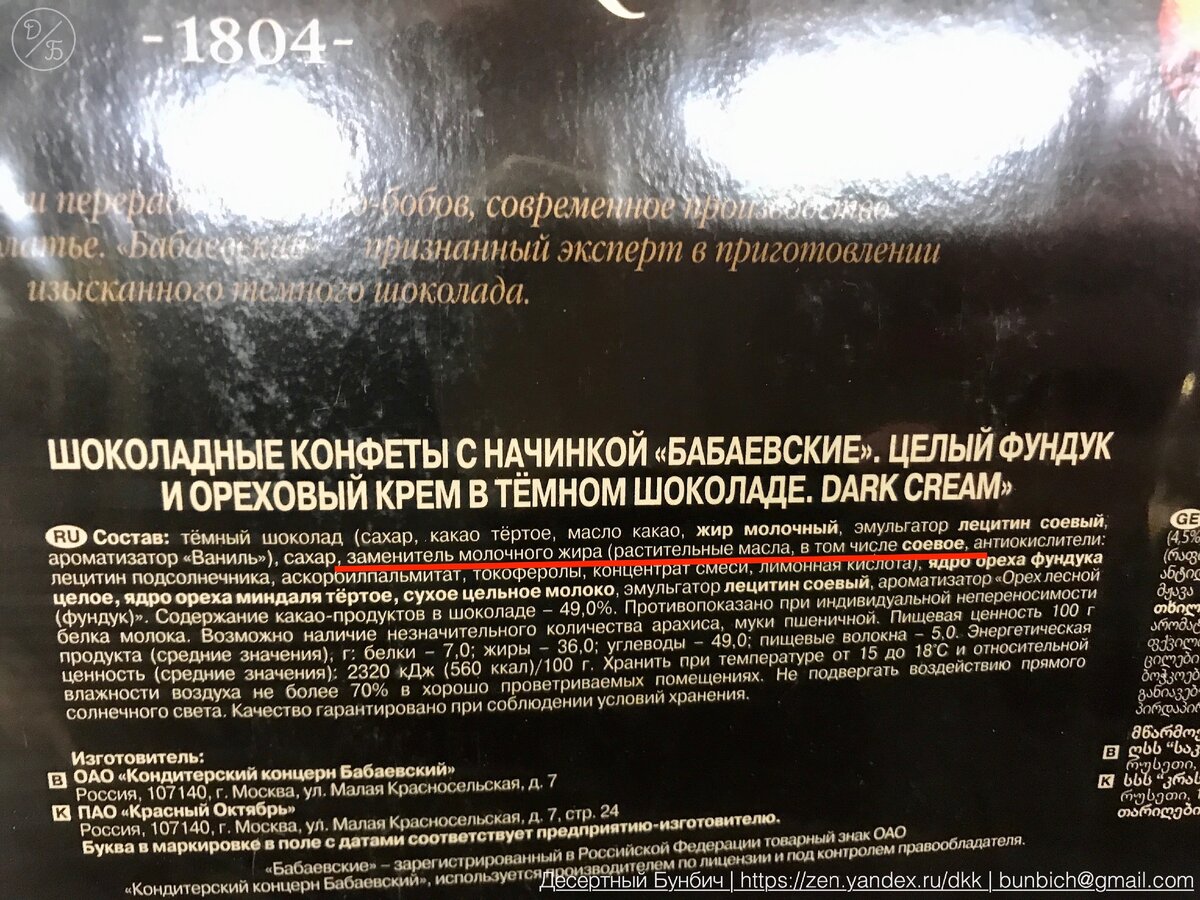 Д/Б
-1804-
и перера о-бобов, современное производство
латье. «Бабаевский» признанный эксперт в приготовлении
изысканного тёмного шоколада.
ШОКОЛАДНЫЕ КОНФЕТЫ С НАЧИНКОЙ «БАБАЕВСКИЕ». ЦЕЛЫЙ ФУНДУК
И ОРЕХОВЫЙ КРЕМ В ТЁМНОМ ШОКОЛАДЕ. DARK CREAM»
RU Состав: тёмный шоколад (сахар, какао тёртое, масло какао, жир молочный, эмульгатор лецитин соевый,
ароматизатор «Ваниль»), сахар, заменитель молочного жира (растительные масла, в том числе соевое, антиокислители:
лецитин подсолнечника, аскорбилпальмитат, токоферолы, концентрат смеси, лимонная кислота), ядро ореха фундука
целое, ядро ореха миндаля тёртое, сухое цельное молоко, эмульгатор лецитин соевый, ароматизатор «Орех лесной
(фундук)». Содержание какао-продуктов в шоколаде – 49,0%. Противопоказано при индивидуальной непереносимости
белка молока. Возможно наличие незначительного количества арахиса, муки пшеничной. Пищевая ценность 100 г
продукта (средние значения), г: белки – 7,0; жиры – 36,0; углеводы – 49,0; пищевые волокна – 5,0. Энергетическая
ценность (средние значения): 2320 кДж (560 ккал)/100 г. Хранить при температуре от 15 до 18°С и относительной
влажности воздуха не более 70% в хорошо проветриваемых помещениях. Не подвергать воздействию прямого
солнечного света. Качество гарантировано при соблюдении условий хранения.
Изготовитель:
B ОАО «Кондитерский концерн Бабаевский»
Россия, 107140, г. Москва, ул. Малая Красносельская, д. 7
K ПАО «Красный Октябрь»
Россия, 107140, г. Москва, ул. Малая Красносельская, д. 7, стр. 24
Буква в маркировке в поле с датами соответствует предприятию-изготовителю.
«Бабаевские» – зарегистрированный в Российской Федерации товарный знак ОАО
«Кондитерский концерн Бабаевский», используется производителем по лицензии и под контролем правообладателя.
GE
(4,5%
B
K
Десертный Бунбич | https://zen.yandex.ru/dkk | bunbich@gmail.com